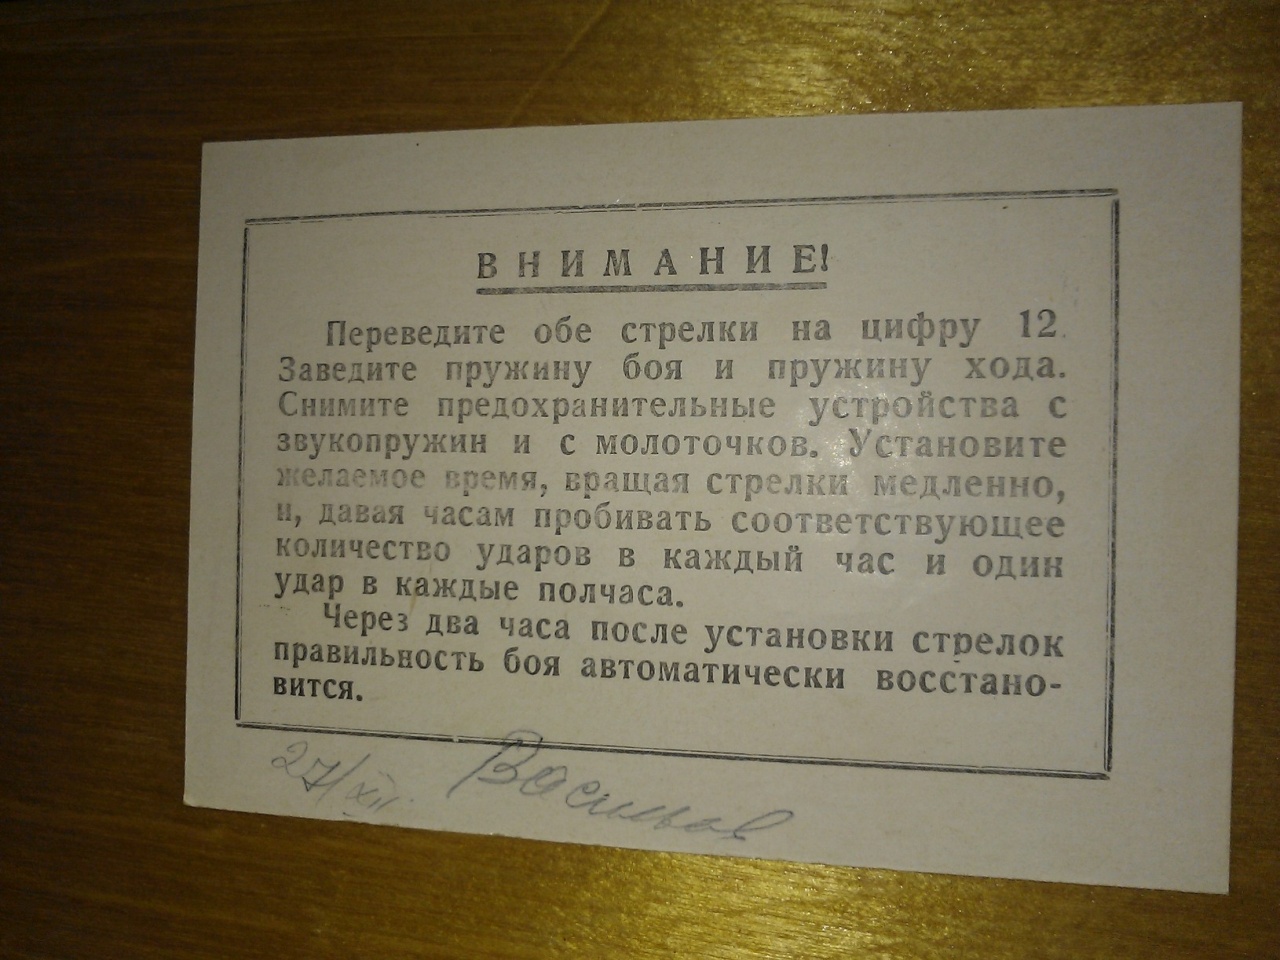 ВНИМАНИЕ!
Переведите обе стрелки на цифру 12.
Заведите пружину боя и пружину хода.
Снимите предохранительные устройства с
звукопружин и с молоточков. Установите
желаемое время, вращая стрелки медленно,
и, давая часам пробивать соответствующее
количество ударов в каждый час и один
удар в каждые полчаса.
Через два часа после установки стрелок
правильность боя автоматически восстано-
вится.
27/XII.